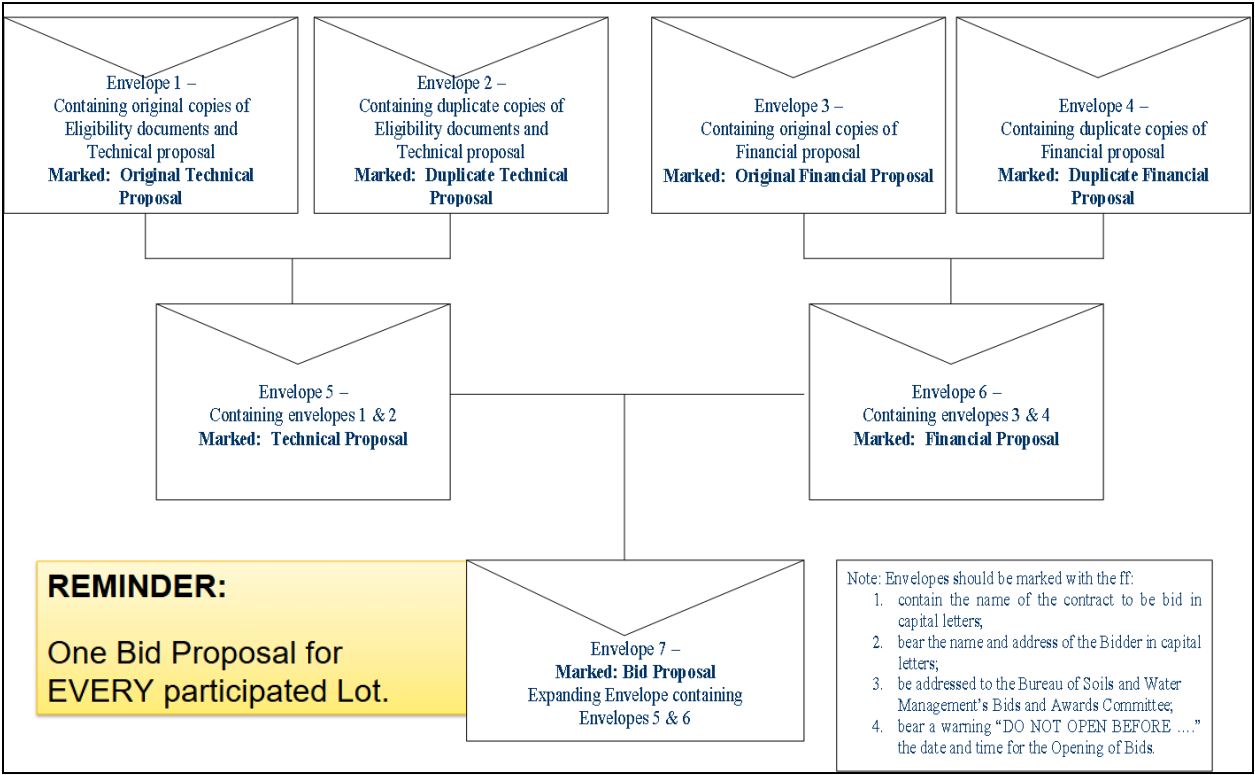 Envelope 1 –
Containing original copies of
Eligibility documents and
Technical proposal
Marked: Original Technical
Proposal
Envelope 2 –
Containing duplicate copies of
Eligibility documents and
Technical proposal
Marked: Duplicate Technical
Proposal
Envelope 3 –
Containing original copies of
Financial proposal
Marked: Original Financial Proposal
Envelope 4 –
Containing duplicate copies of
Financial proposal
Marked: Duplicate Financial
Proposal
Envelope 5 –
Containing envelopes 1 & 2
Marked: Technical Proposal
Envelope 6 –
Containing envelopes 3 & 4
Marked: Financial Proposal
REMINDER:
One Bid Proposal for
EVERY participated Lot.
Envelope 7 –
Marked: Bid Proposal
Expanding Envelope containing
Envelopes 5 & 6
Note: Envelopes should be marked with the ff:
1. contain the name of the contract to be bid in
capital letters;
2. bear the name and address of the Bidder in capital
letters;
3. be addressed to the Bureau of Soils and Water
Management's Bids and Awards Committee;
4. bear a warning “DO NOT OPEN BEFORE ….”
the date and time for the Opening of Bids.